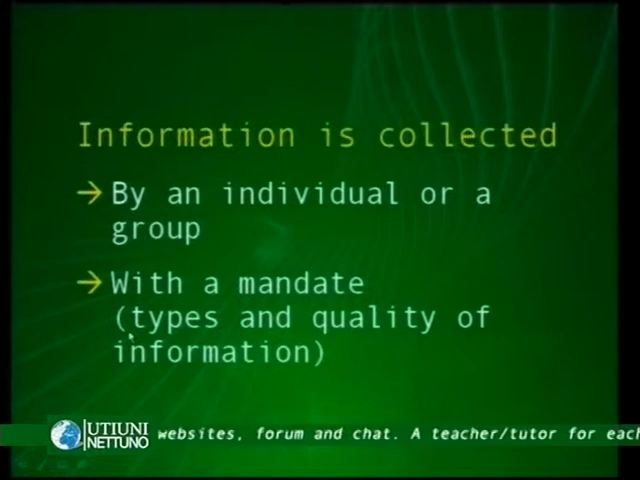 Information is collected
→ By an individual or a
group
→ With a mandate
(types and quality of
information)
UTIUNI
NETTUNO
websites, forum and chat. A teacher/tutor for each